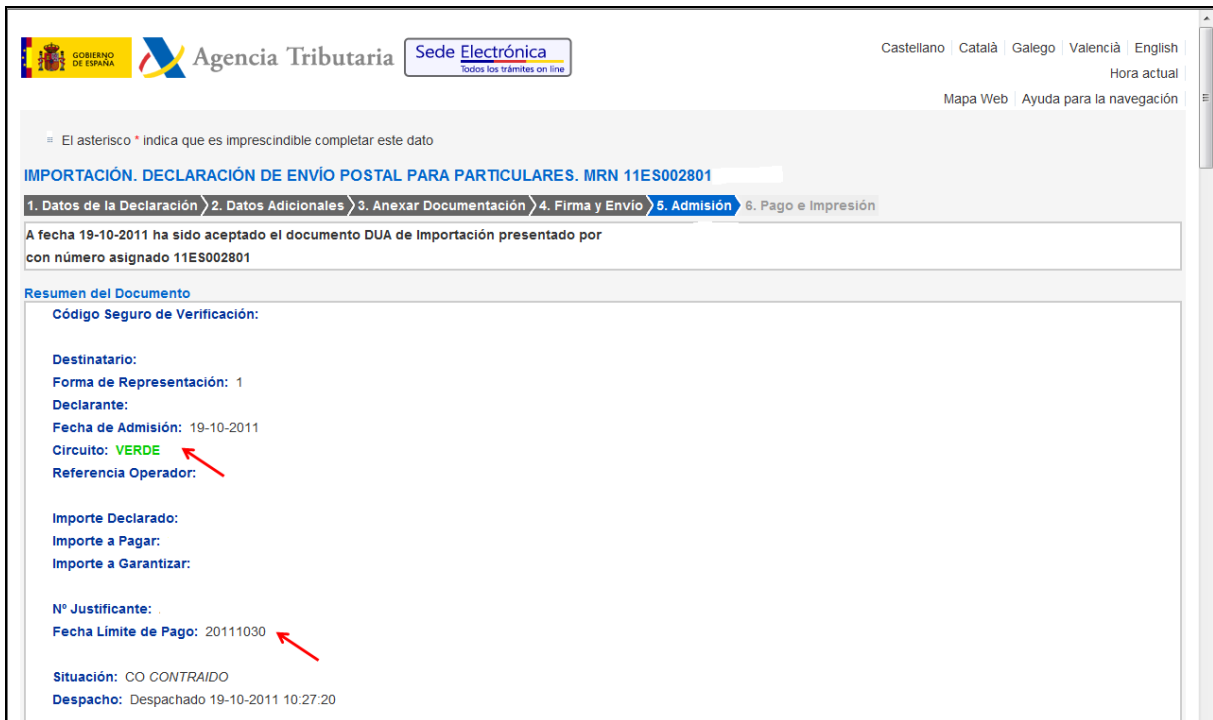 GOBIERNO
DE ESPAÑA
Agencia Tributaria
Sede Electrónica
Todos los trámites on line
Castellano Català Galego Valencià English
Hora actual
Mapa Web Ayuda para la navegación
El asterisco * indica que es imprescindible completar este dato
IMPORTACIÓN. DECLARACIÓN DE ENVÍO POSTAL PARA PARTICULARES. MRN 11ES002801
1. Datos de la Declaración 2. Datos Adicionales 3. Anexar Documentación 4. Firma y Envío 5. Admisión 6. Pago e Impresión
A fecha 19-10-2011 ha sido aceptado el documento DUA de Importación presentado por
con número asignado 11ES002801
Resumen del Documento
Código Seguro de Verificación:
Destinatario:
Forma de Representación: 1
Declarante:
Fecha de Admisión: 19-10-2011
Circuito: VERDE
Referencia Operador:
Importe Declarado:
Importe a Pagar:
Importe a Garantizar:
Nº Justificante:
Fecha Límite de Pago: 20111030
Situación: CO CONTRAIDO
Despacho: Despachado 19-10-2011 10:27:20